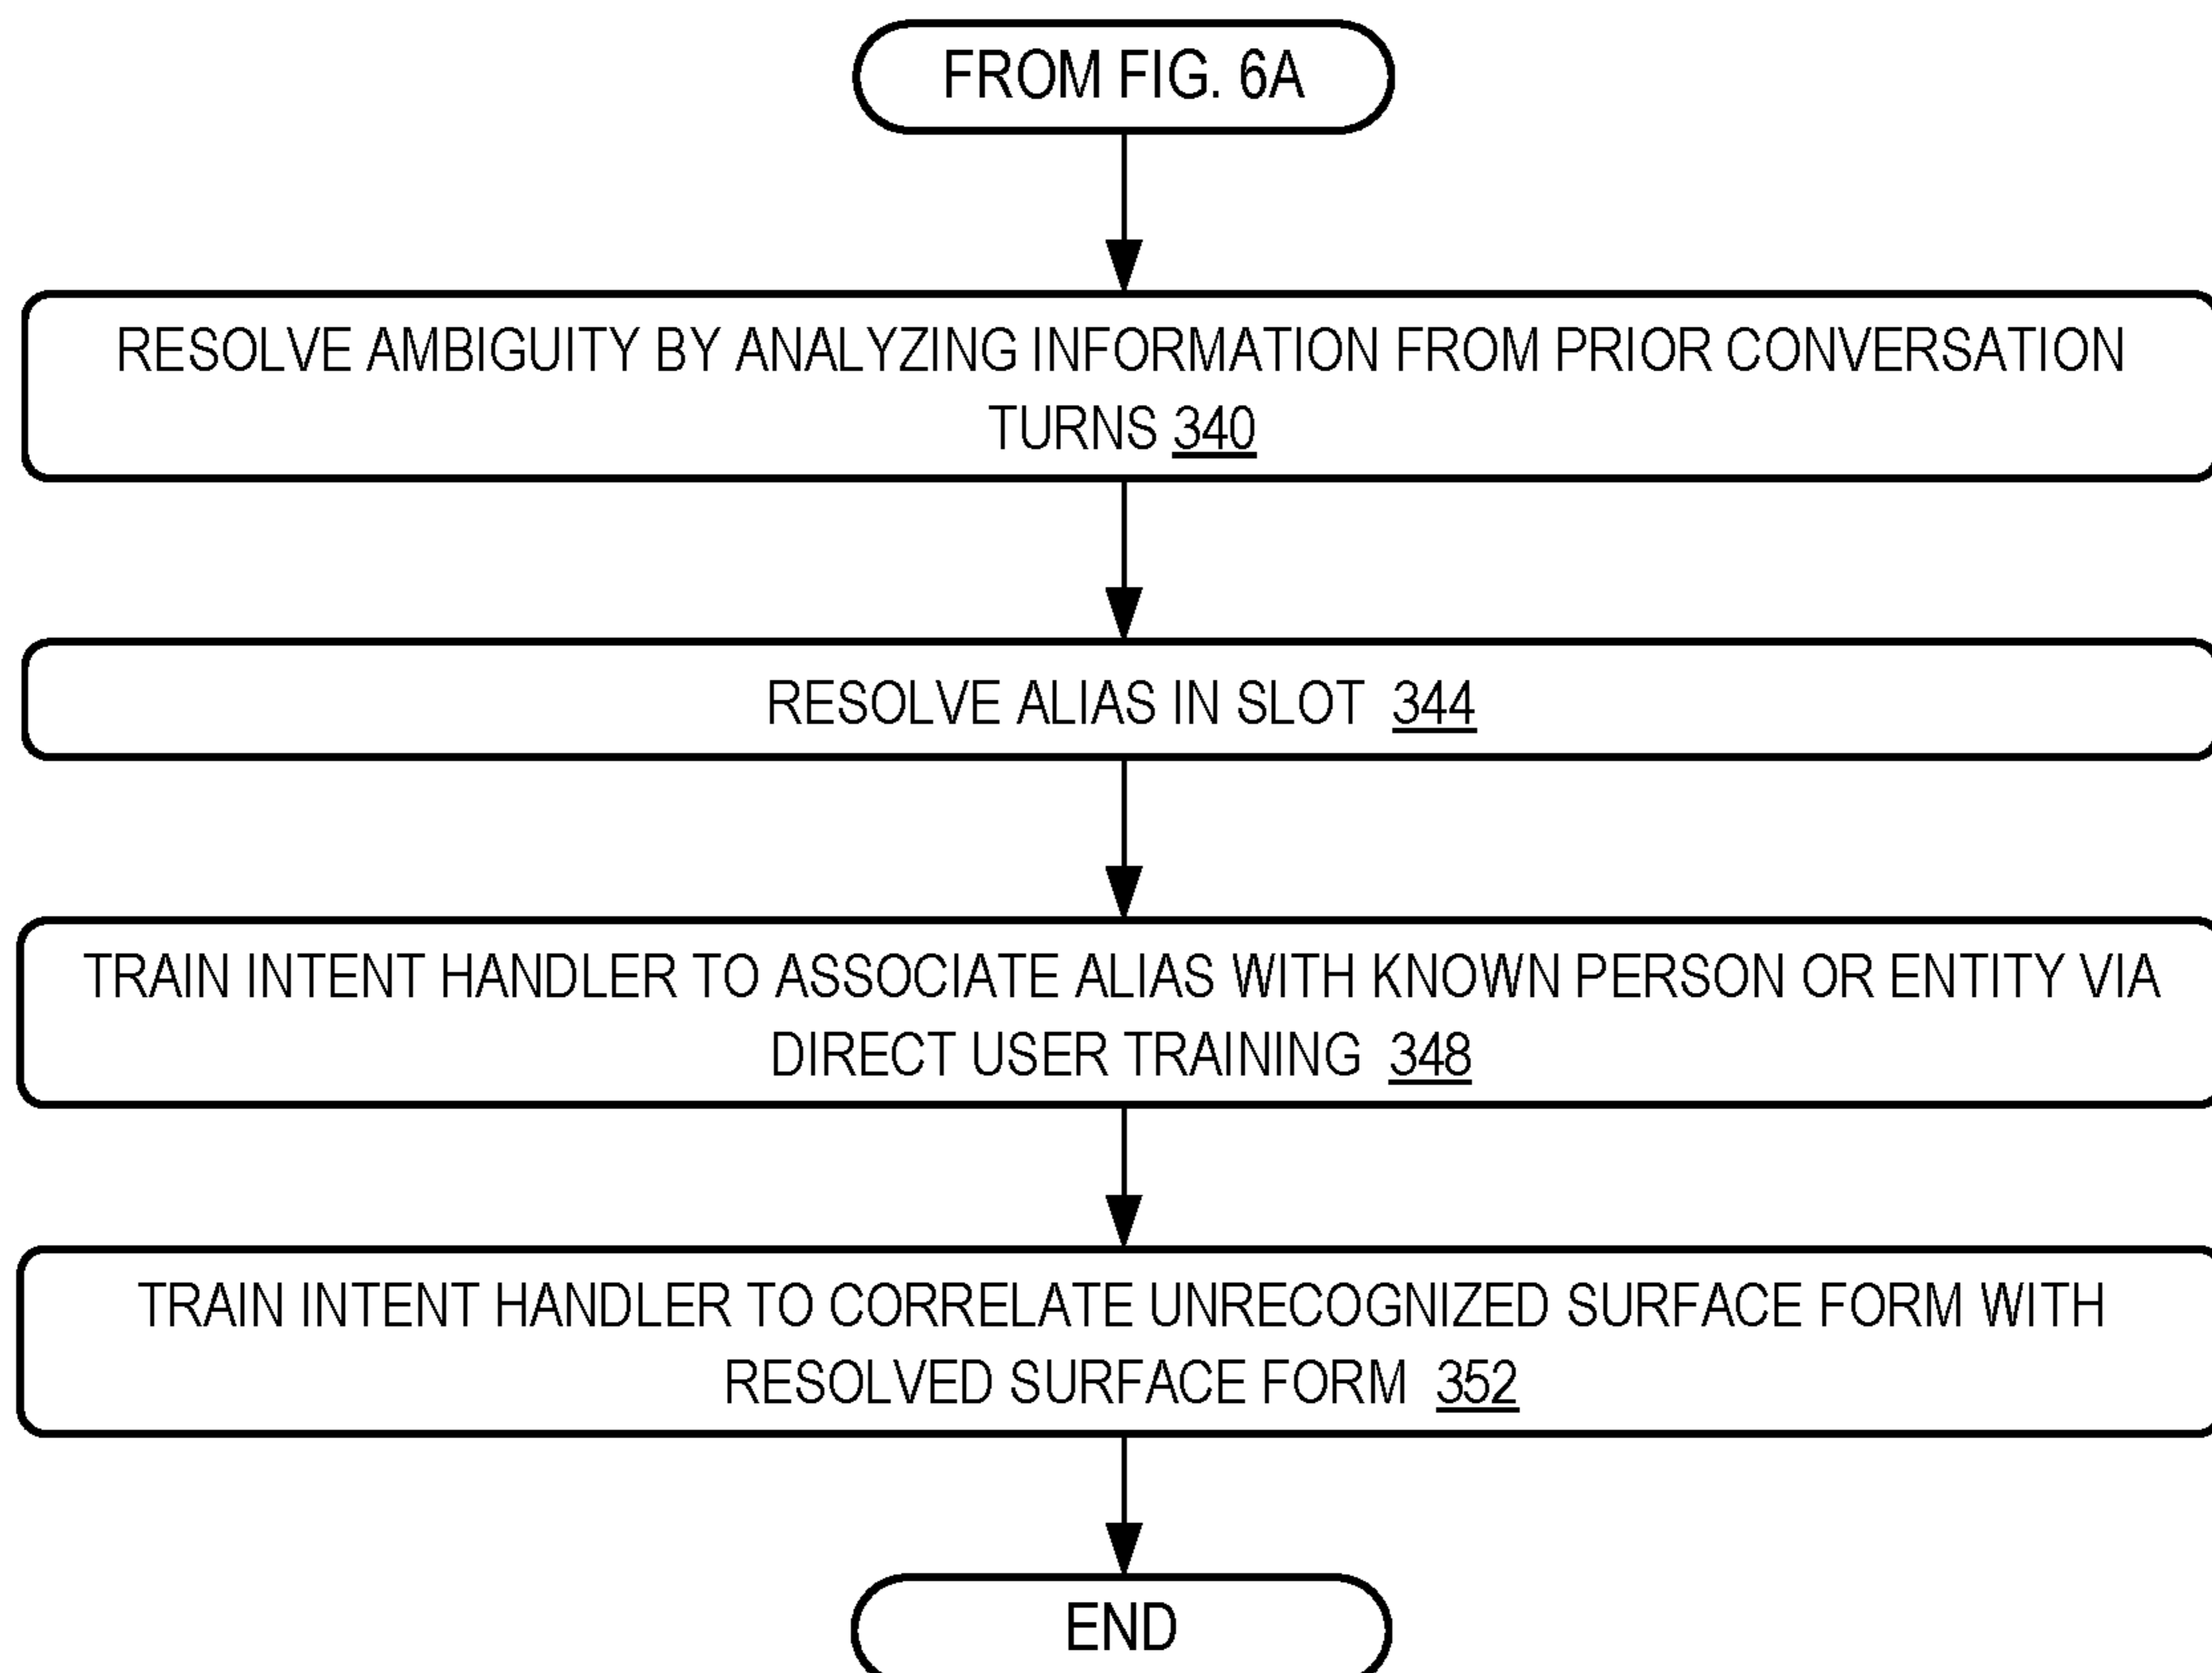 FROM FIG. 6A
RESOLVE AMBIGUITY BY ANALYZING INFORMATION FROM PRIOR CONVERSATION
TURNS 340
RESOLVE ALIAS IN SLOT 344
TRAIN INTENT HANDLER TO ASSOCIATE ALIAS WITH KNOWN PERSON OR ENTITY VIA
DIRECT USER TRAINING 348
TRAIN INTENT HANDLER TO CORRELATE UNRECOGNIZED SURFACE FORM WITH
RESOLVED SURFACE FORM 352
END